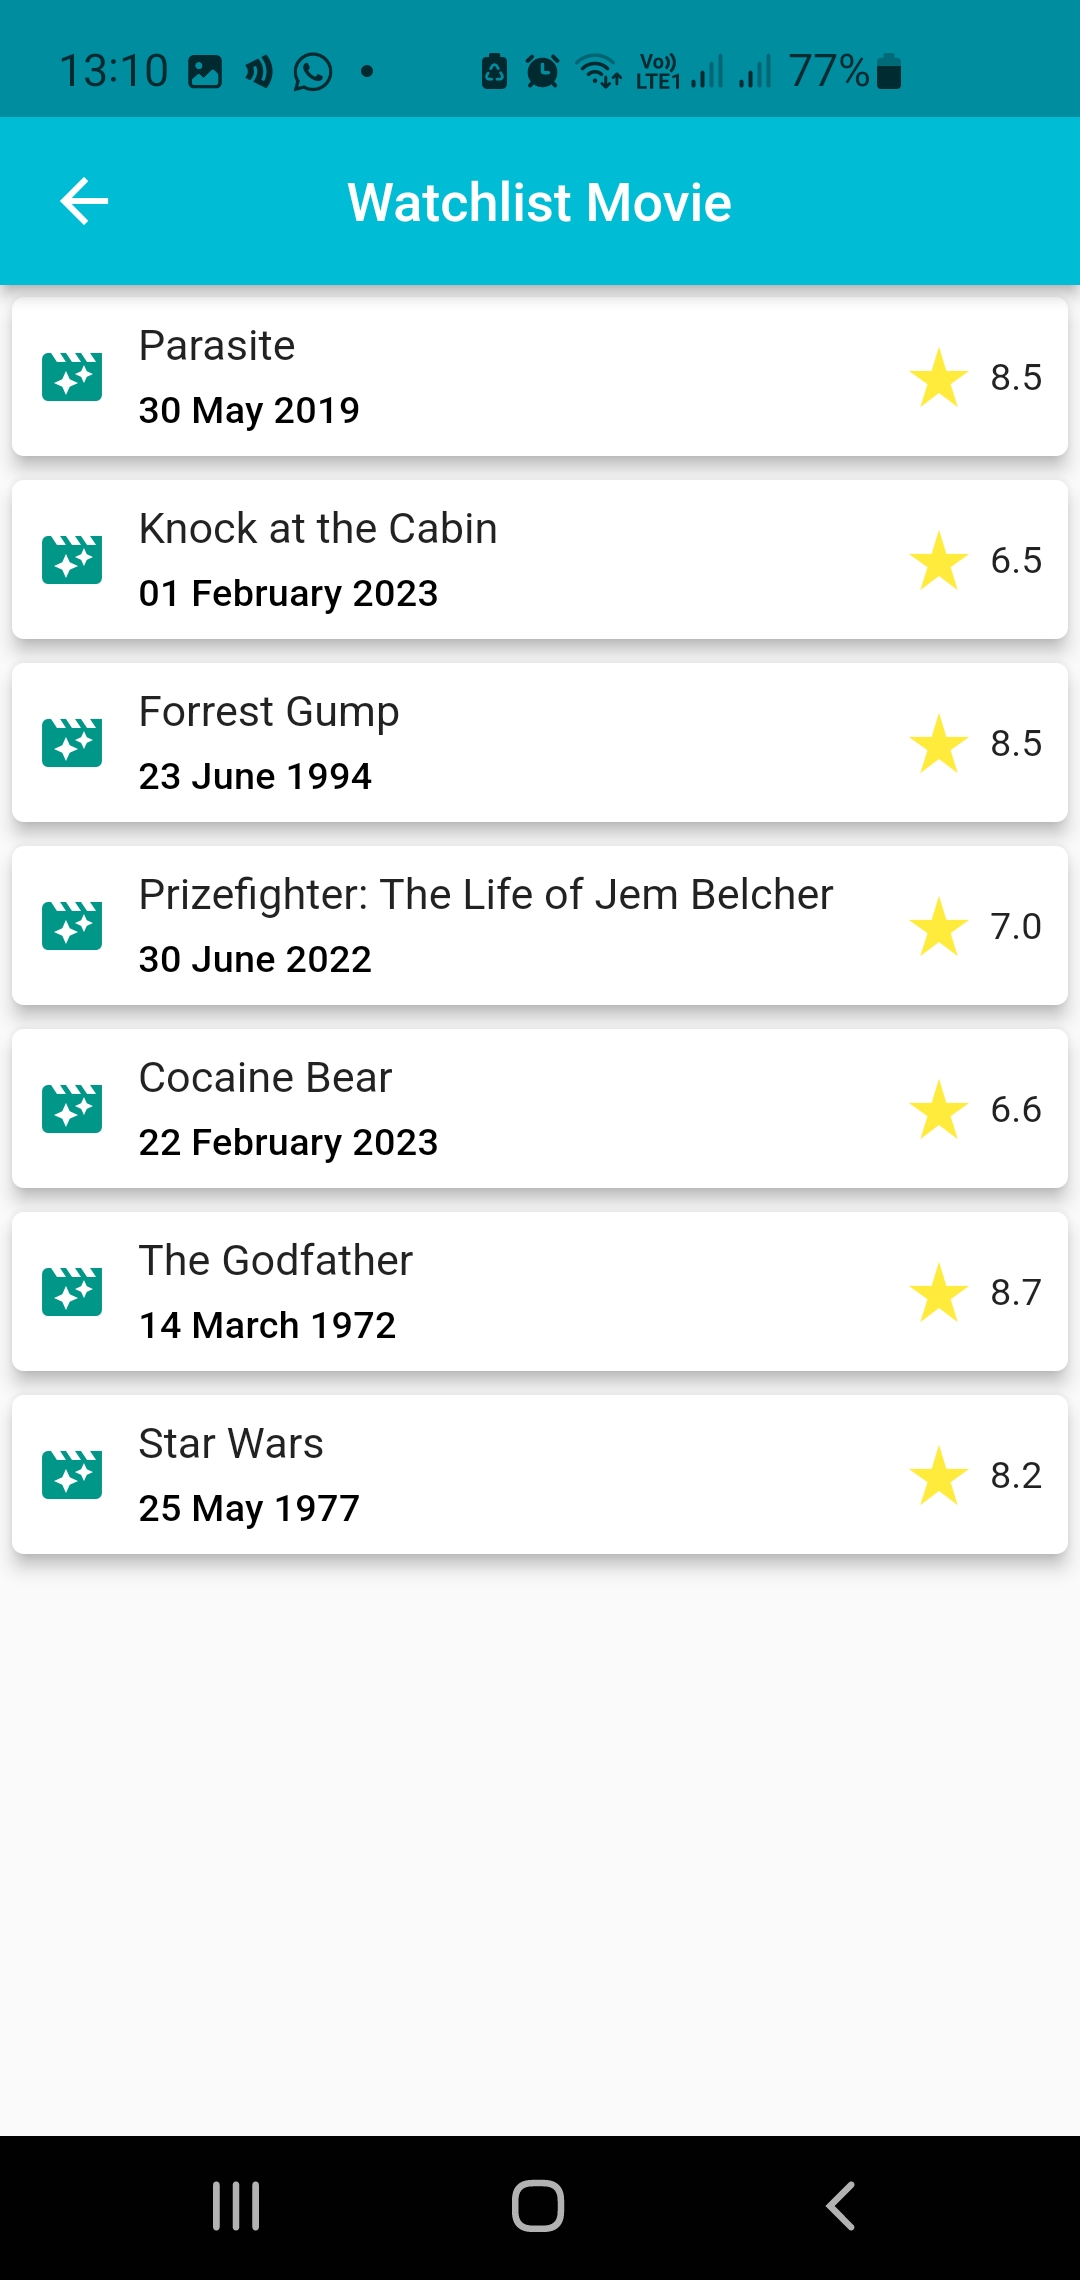 13:10 Vo)) LTE1 77%
Watchlist Movie
Parasite
30 May 2019
8.5
Knock at the Cabin
01 February 2023
6.5
Forrest Gump
23 June 1994
8.5
Prizefighter: The Life of Jem Belcher
30 June 2022
7.0
Cocaine Bear
22 February 2023
6.6
The Godfather
14 March 1972
8.7
Star Wars
25 May 1977
8.2